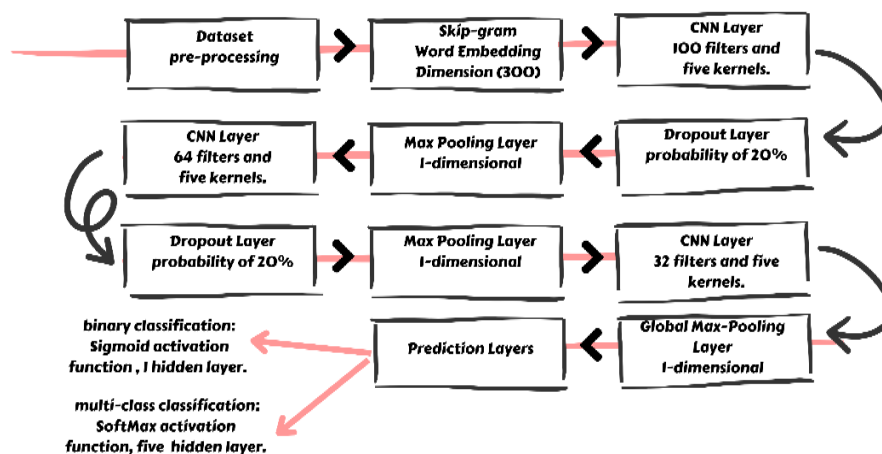 Dataset
pre-processing
Skip-gram
Word Embedding
Dimension (300)
CNN Layer
100 filters and
five kernels.
CNN Layer
64 filters and
five kernels.
Max Pooling Layer
1-dimensional
Dropout Layer
probability of 20%
Dropout Layer
probability of 20%
Max Pooling Layer
1-dimensional
CNN Layer
32 filters and five
kernels.
binary classification:
Sigmoid activation
function , 1 hidden layer.
Prediction Layers
Global Max-Pooling
Layer
1-dimensional
multi-class classification:
SoftMax activation
function, five hidden layer.